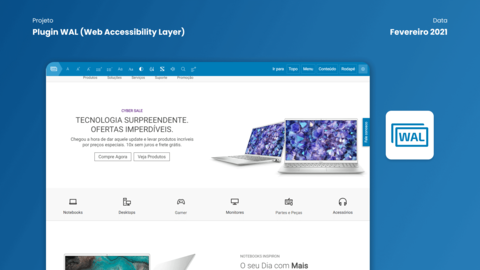 Projeto
Data
Plugin WAL (Web Accessibility Layer)
Fevereiro 2021
Ir para Topo Menu Conteúdo Rodapé
Produtos Soluções Serviços Suporte Promoção
CYBER SALE
TECNOLOGIA SURPREENDENTE.
OFERTAS IMPERDÍVEIS.
Chegou a hora de dar aquele update e levar produtos incríveis
por preços especiais. 10x sem juros e frete grátis.
Compre Agora Veja Produtos
WAL
Notebooks Desktops Gamer Monitores Partes e Peças Acessórios
NOTEBOOKS INSPIRON
O seu Dia com Mais